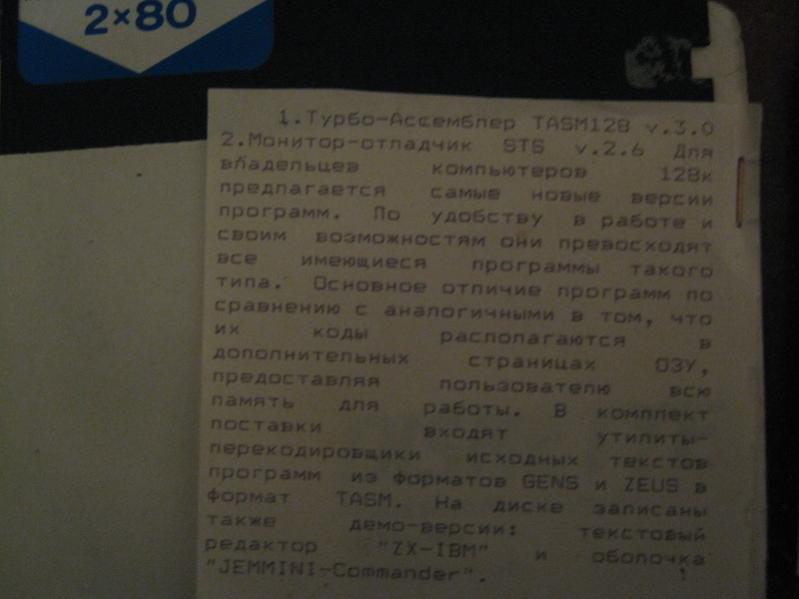 2×80
1.Турбо-Ассемблер TASM128 v.3.0
2.Монитор-отладчик STS v.2.6 Для
владельцев компьютеров 128к
предлагается самые новые версии
программ. По удобству в работе и
своим возможностям они превосходят
все имеющиеся программы такого
типа. Основное отличие программ по
сравнению с аналогичными в том, что
их коды располагаются в
дополнительных страницах ОЗУ,
предоставляя пользователю всю
память для работы. В комплект
поставки входят утилиты-
перекодировщики исходных текстов
программ из форматов GENS и ZEUS в
формат TASM. На диске записаны
также демо-версии: текстовый
редактор "ZX-IBM" и оболочка
"JEMMINI-Commander".